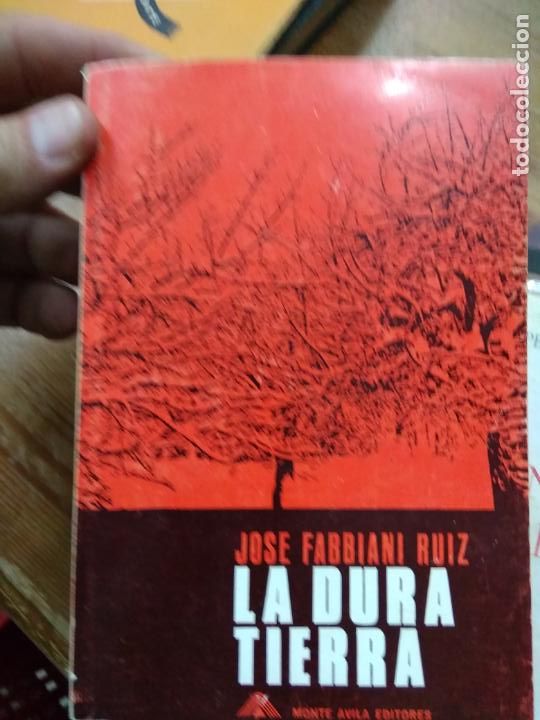 JOSE FABBIANI RUIZ
LA DURA
TIERRA
MONTE AVILA EDITORES
todocoleccion